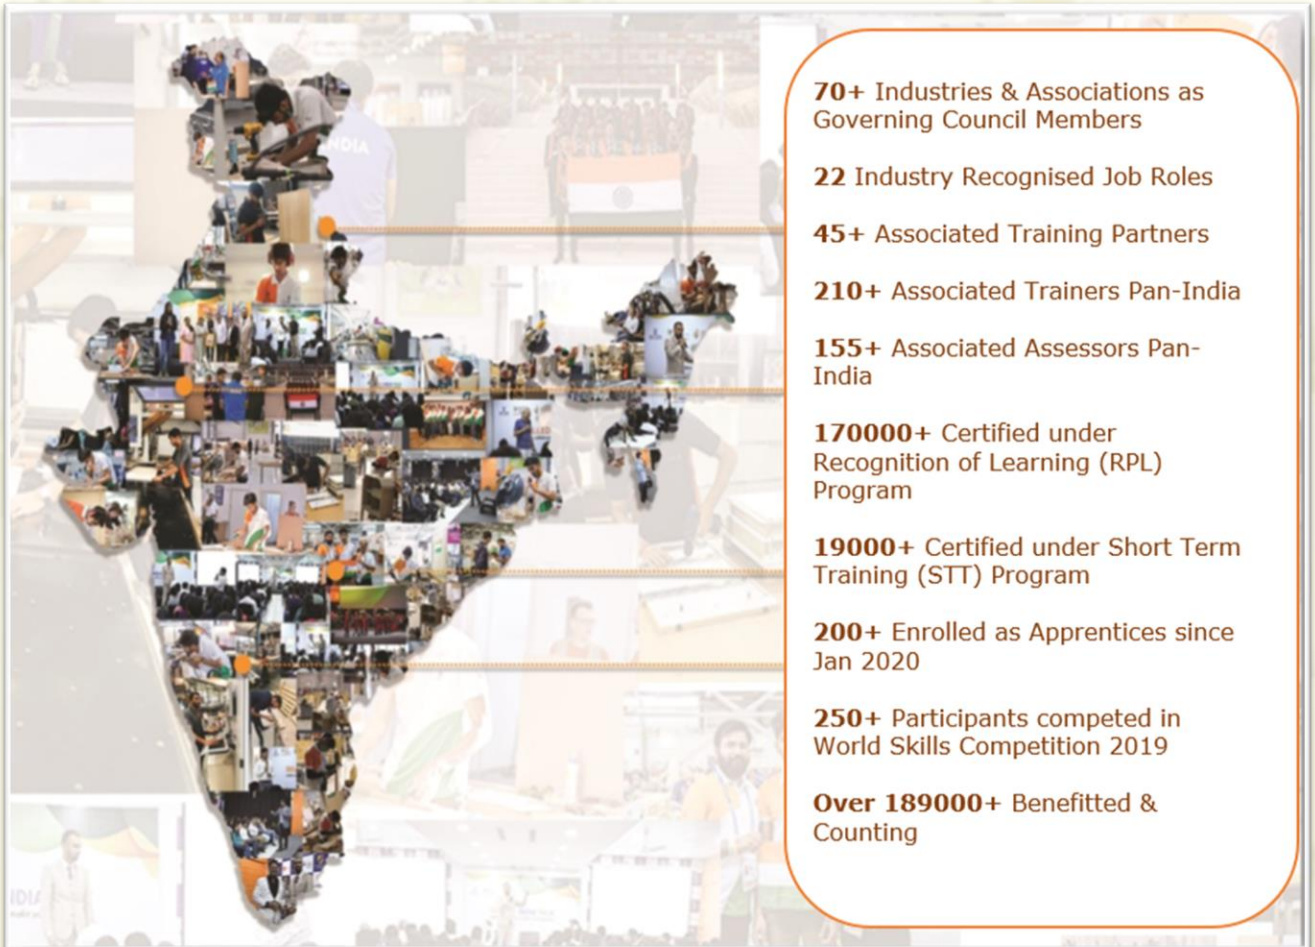 70+ Industries & Associations as
Governing Council Members
22 Industry Recognised Job Roles
45+ Associated Training Partners
210+ Associated Trainers Pan-India
155+ Associated Assessors Pan-
India
170000+ Certified under
Recognition of Learning (RPL)
Program
19000+ Certified under Short Term
Training (STT) Program
200+ Enrolled as Apprentices since
Jan 2020
250+ Participants competed in
World Skills Competition 2019
Over 189000+ Benefitted &
Counting
INDIA